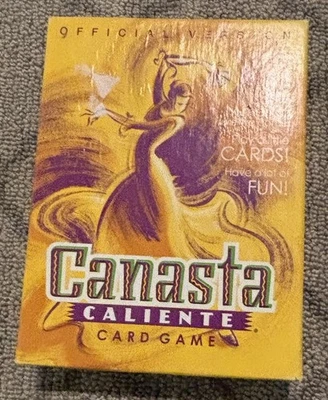 OFFICIAL VERSION
CARDS!
Have a lot of
FUN!
Canasta
CALIENTE®
CARD GAME